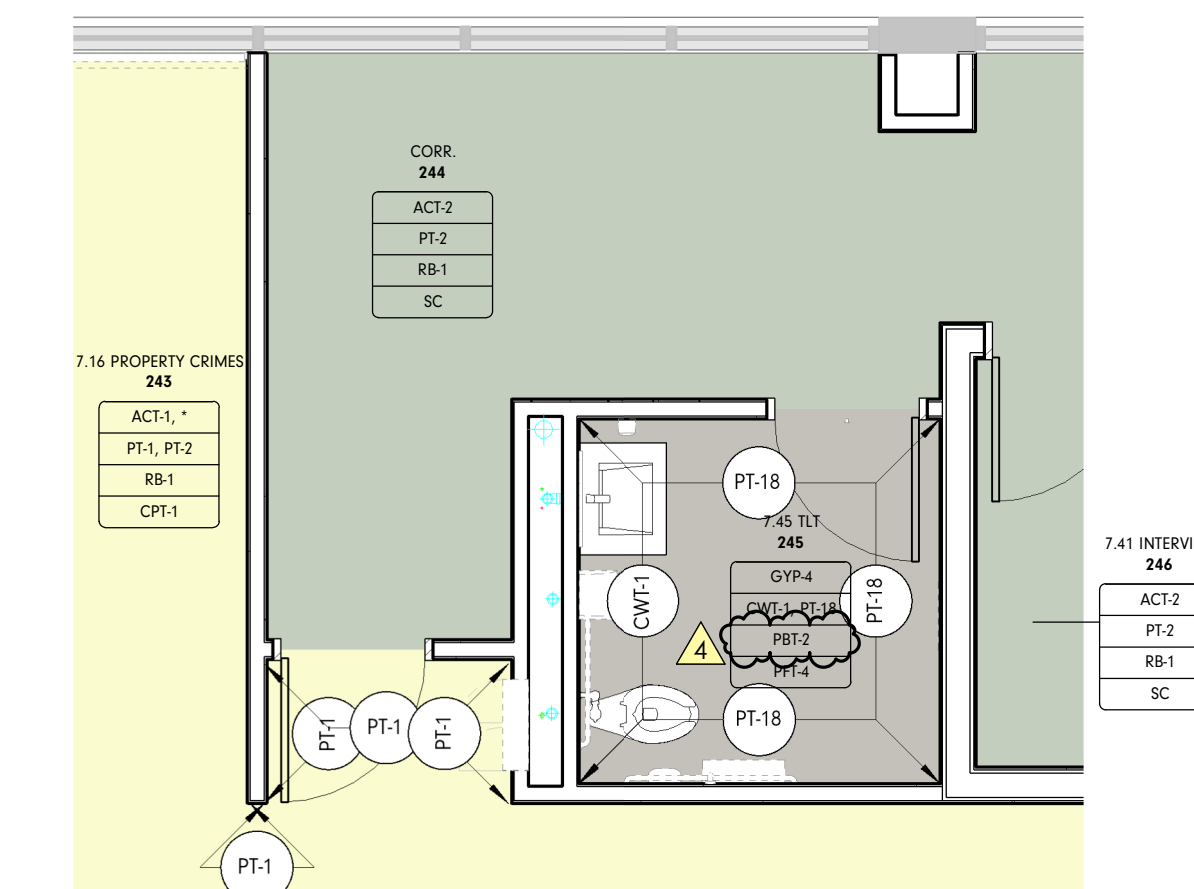 CORR.
244
ACT-2
PT-2
RB-1
SC
7.16 PROPERTY CRIMES
243
ACT-1, *
PT-1, PT-2
RB-1
CPT-1
PT-18
7.45 TLT
245
GYP-4
CWT-1, PT-18
PBT-2
PFT-4
CWT-1
PT-18
4
PT-18
7.41 INTERVI
246
ACT-2
PT-2
RB-1
SC
PT-1
PT-1
PT-1
PT-1